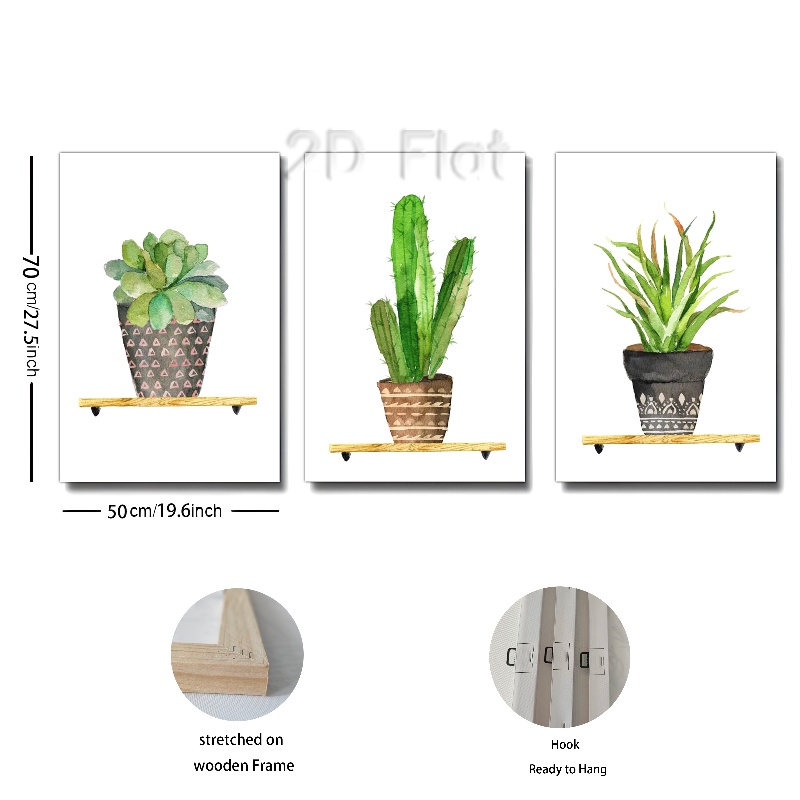 2D Flat
70 cm/27.5inch
50cm/19.6inch
stretched on
wooden Frame
Hook
Ready to Hang